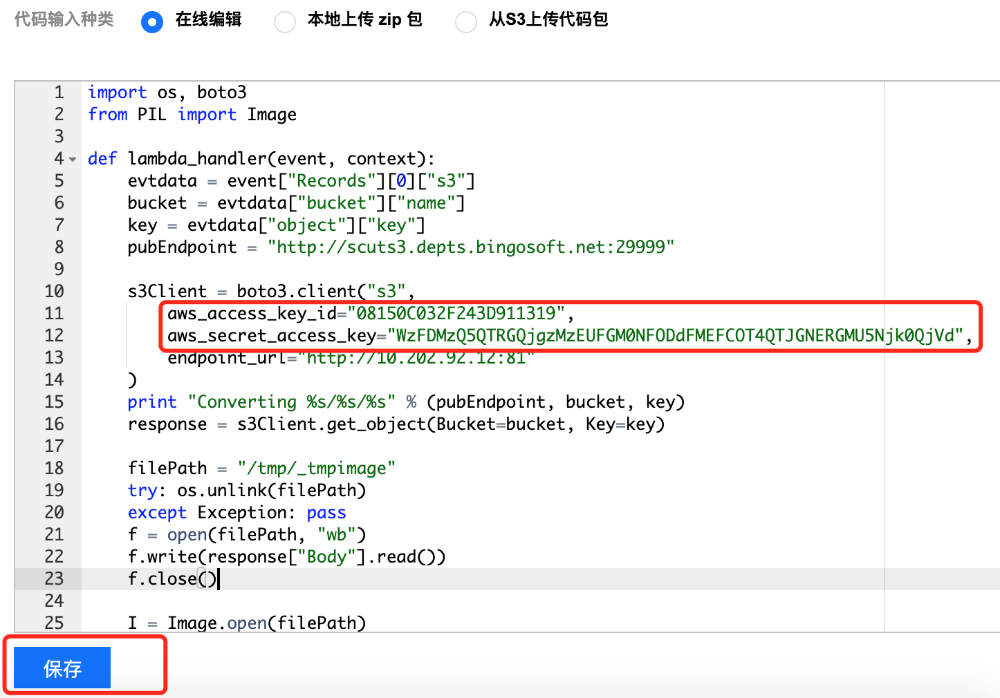 代码输入种类 在线编辑 本地上传 zip 包 从S3上传代码包
1 import os, boto3
2 from PIL import Image
3
4 def lambda_handler(event, context):
5 evtdata = event["Records"][0]["s3"]
6 bucket = evtdata["bucket"]["name"]
7 key = evtdata["object"]["key"]
8 pubEndpoint = "http://scuts3.depts.bingosoft.net:29999"
9
10 s3Client = boto3.client("s3",
11 aws_access_key_id="08150C032F243D911319",
12 aws_secret_access_key="WzFDMzQ5QTRGQjgzMzEUFGM0NFODdFMEFCOT4QTJGNERGMU5Njk0QjVd",
13 endpoint_url="http://10.202.92.12:81"
14 )
15 print "Converting %s/%s/%s" % (pubEndpoint, bucket, key)
16 response = s3Client.get_object(Bucket=bucket, Key=key)
17
18 filePath = "/tmp/_tmpimage"
19 try: os.unlink(filePath)
20 except Exception: pass
21 f = open(filePath, "wb")
22 f.write(response["Body"].read())
23 f.close()
24
25 I = Image.open(filePath)
保存